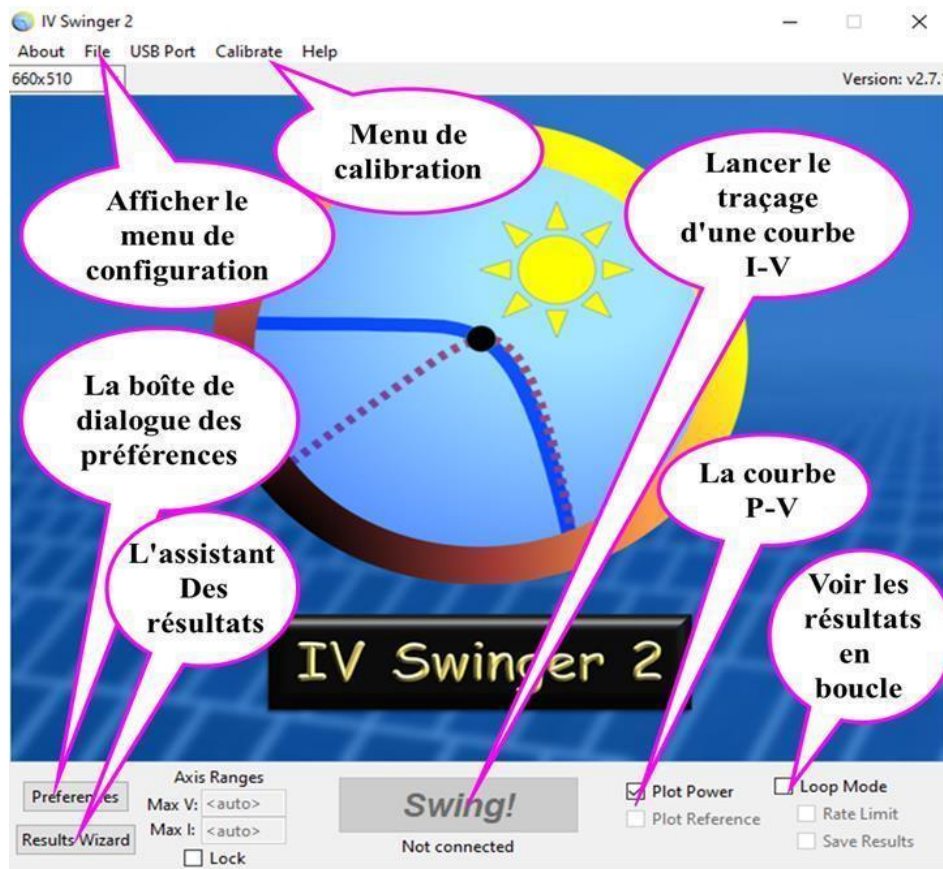 IV Swinger 2
About File USB Port Calibrate Help
660x510
Version: v2.7.
Menu de
calibration
Lancer le
traçage
d'une courbe
I-V
Afficher le
menu de
configuration
La boîte de
dialogue des
préférences
La courbe
P-V
L'assistant
Des
résultats
Voir les
résultats
en
boucle
IV Swinger 2
Preferences
Results Wizard
Axis Ranges
Max V: <auto>
Max I: <auto>
Lock
Swing!
Not connected
Plot Power
Plot Reference
Loop Mode
Rate Limit
Save Results